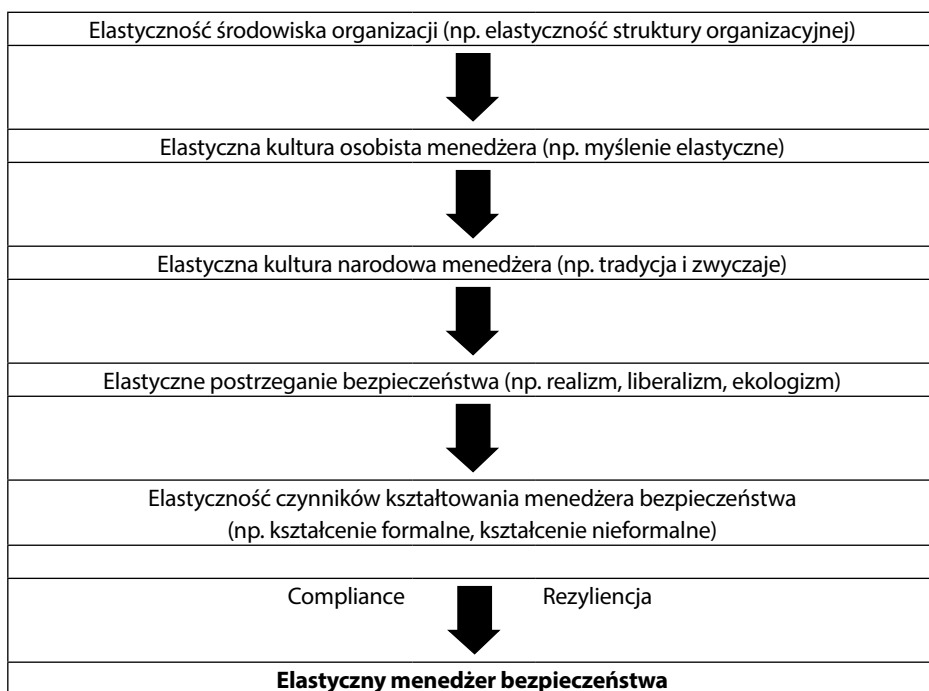 Elastyczność środowiska organizacji (np. elastyczność struktury organizacyjnej)
Elastyczna kultura osobista menedżera (np. myślenie elastyczne)
Elastyczna kultura narodowa menedżera (np. tradycja i zwyczaje)
Elastyczne postrzeganie bezpieczeństwa (np. realizm, liberalizm, ekologizm)
Elastyczność czynników kształtowania menedżera bezpieczeństwa
(np. kształcenie formalne, kształcenie nieformalne)
Compliance Rezyliencja
Elastyczny menedżer bezpieczeństwa